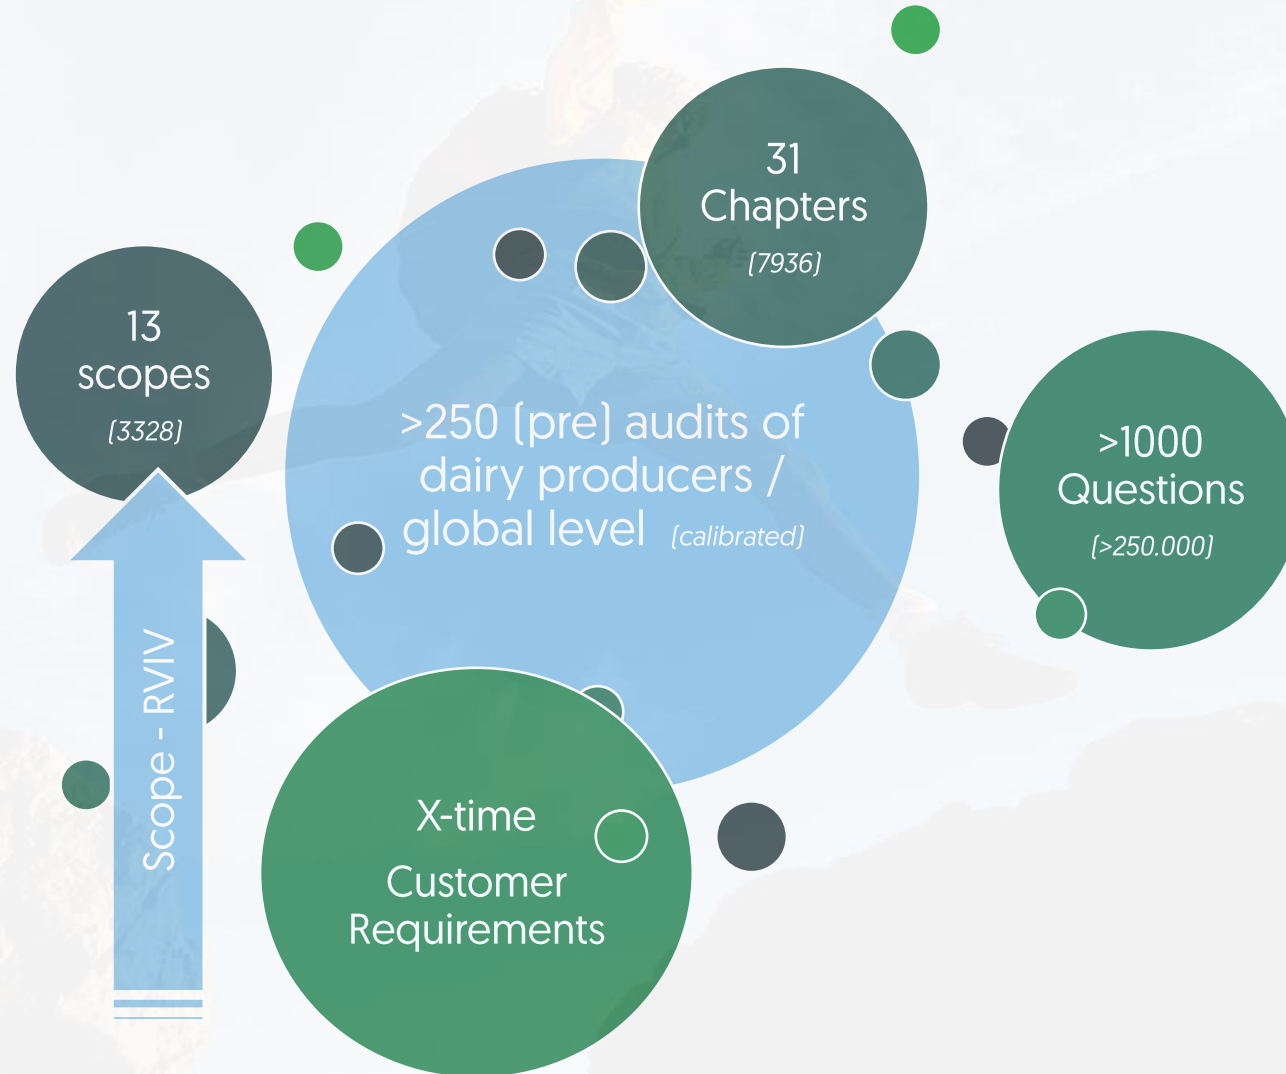 31
Chapters
(7936)
13
scopes
(3328)
>250 (pre) audits of
dairy producers /
global level (calibrated)
>1000
Questions
(>250.000)
Scope - RVIV
X-time
Customer
Requirements